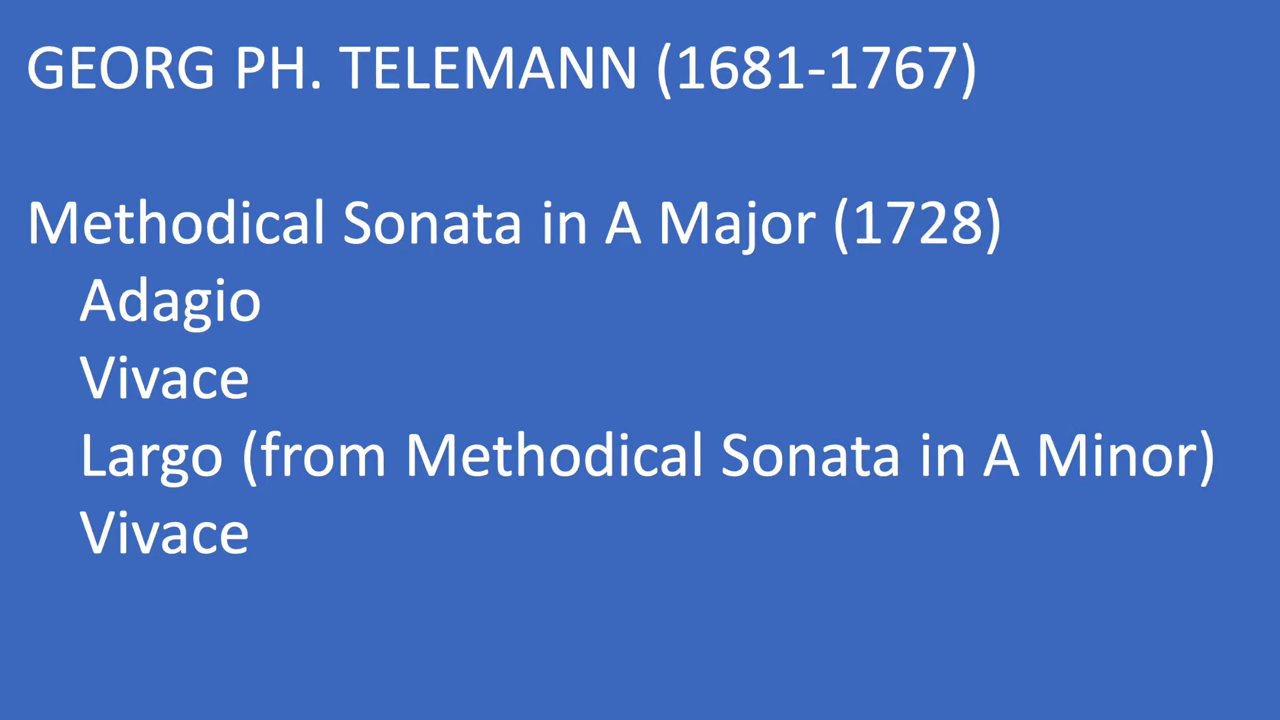 GEORG PH. TELEMANN (1681-1767)
Methodical Sonata in A Major (1728)
Adagio
Vivace
Largo (from Methodical Sonata in A Minor)
Vivace